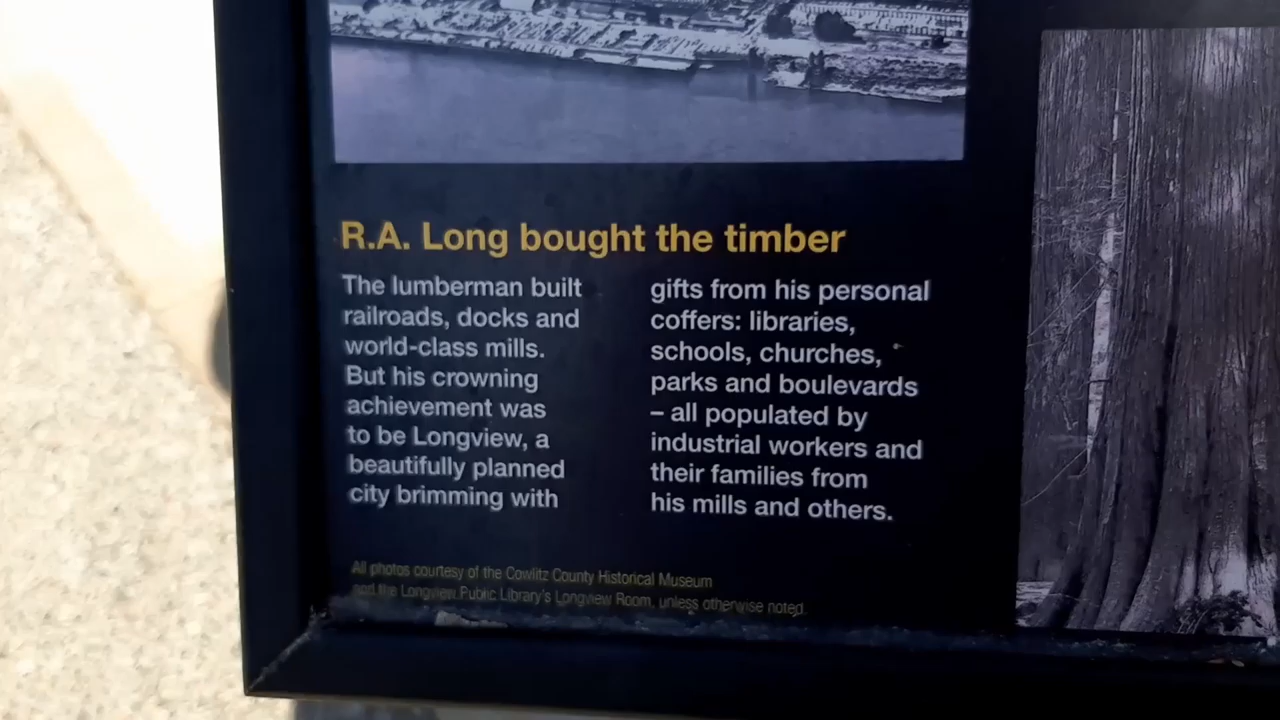 R.A. Long bought the timber
The lumberman built
railroads, docks and
world-class mills.
But his crowning
achievement was
to be Longview, a
beautifully planned
city brimming with
gifts from his personal
coffers: libraries,
schools, churches,
parks and boulevards
– all populated by
industrial workers and
their families from
his mills and others.
All photos courtesy of the Cowlitz County Historical Museum
and the Longview Public Library's Longview Room, unless otherwise noted.